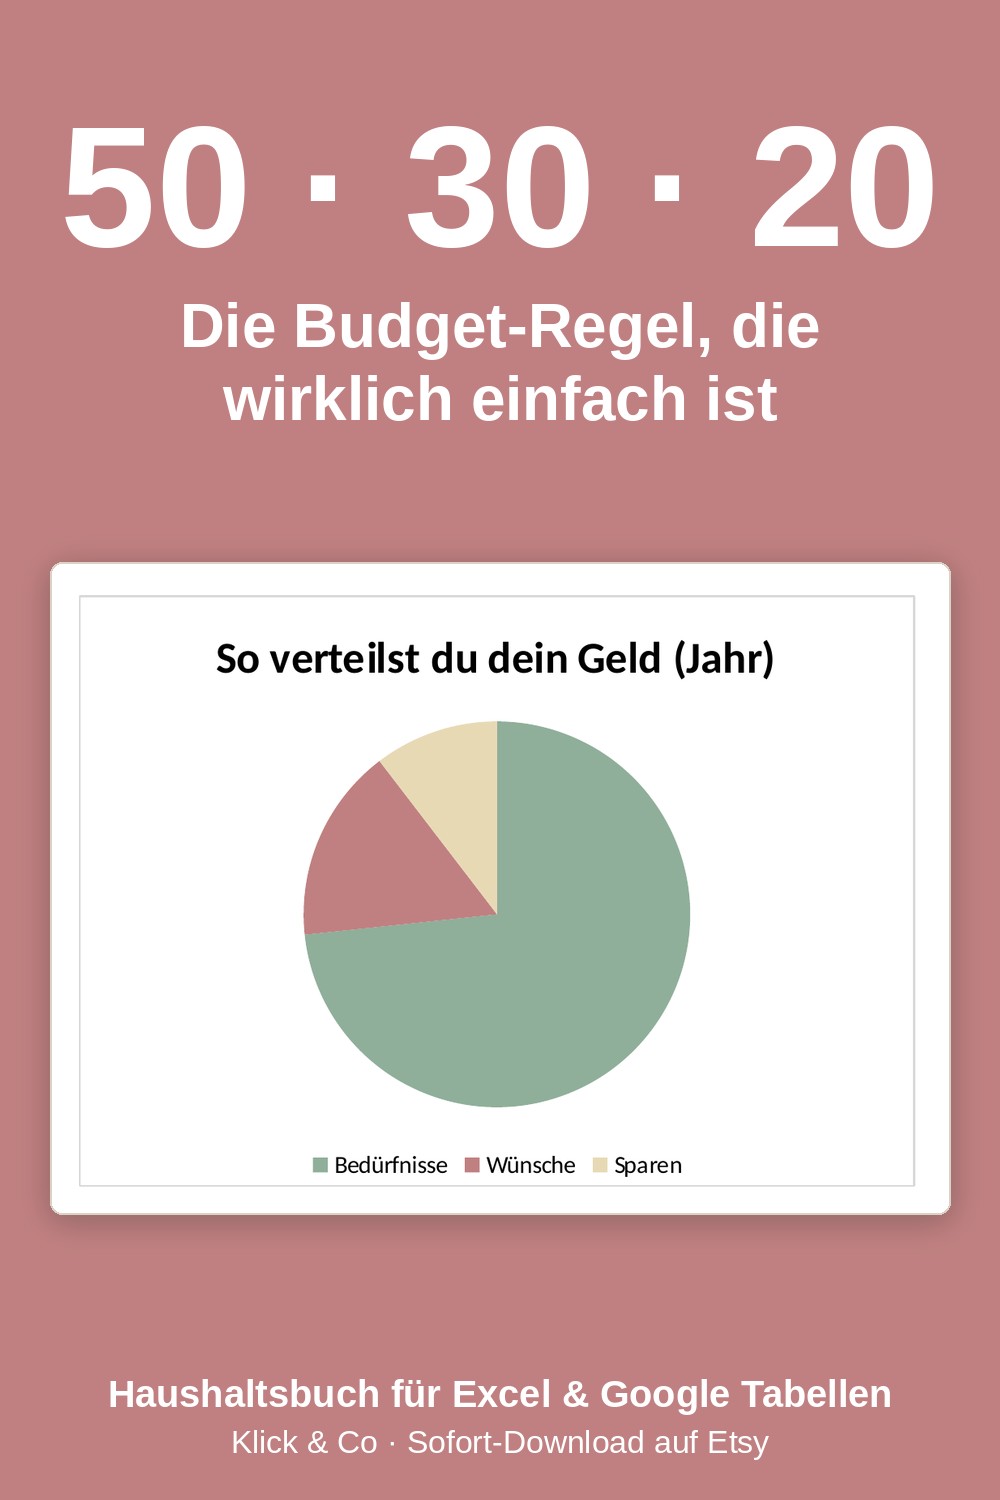 50 · 30 · 20
Die Budget-Regel, die
wirklich einfach ist
So verteilst du dein Geld (Jahr)
Bedürfnisse Wünsche Sparen
Haushaltsbuch für Excel & Google Tabellen
Klick & Co · Sofort-Download auf Etsy